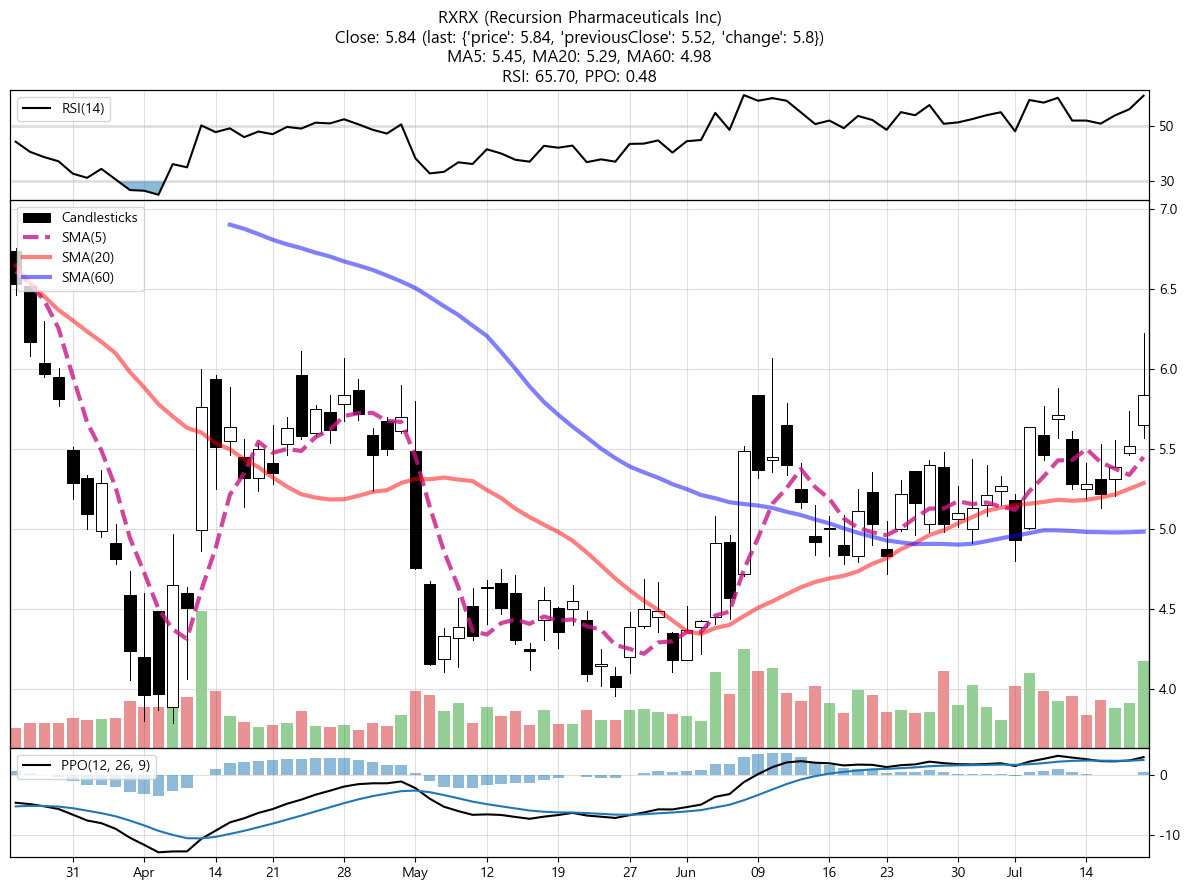 RXRX (Recursion Pharmaceuticals Inc)
Close: 5.84 (last: {'price': 5.84, 'previousClose': 5.52, 'change': 5.8})
MA5: 5.45, MA20: 5.29, MA60: 4.98
RSI: 65.70, PPO: 0.48
RSI(14)
50
30
Candlesticks
SMA(5)
SMA(20)
SMA(60)
7.0
6.5
6.0
5.5
5.0
4.5
4.0
PPO(12, 26, 9)
0
-10
31 Apr 14 21 28 May 12 19 27 Jun 09 16 23 30 Jul 14